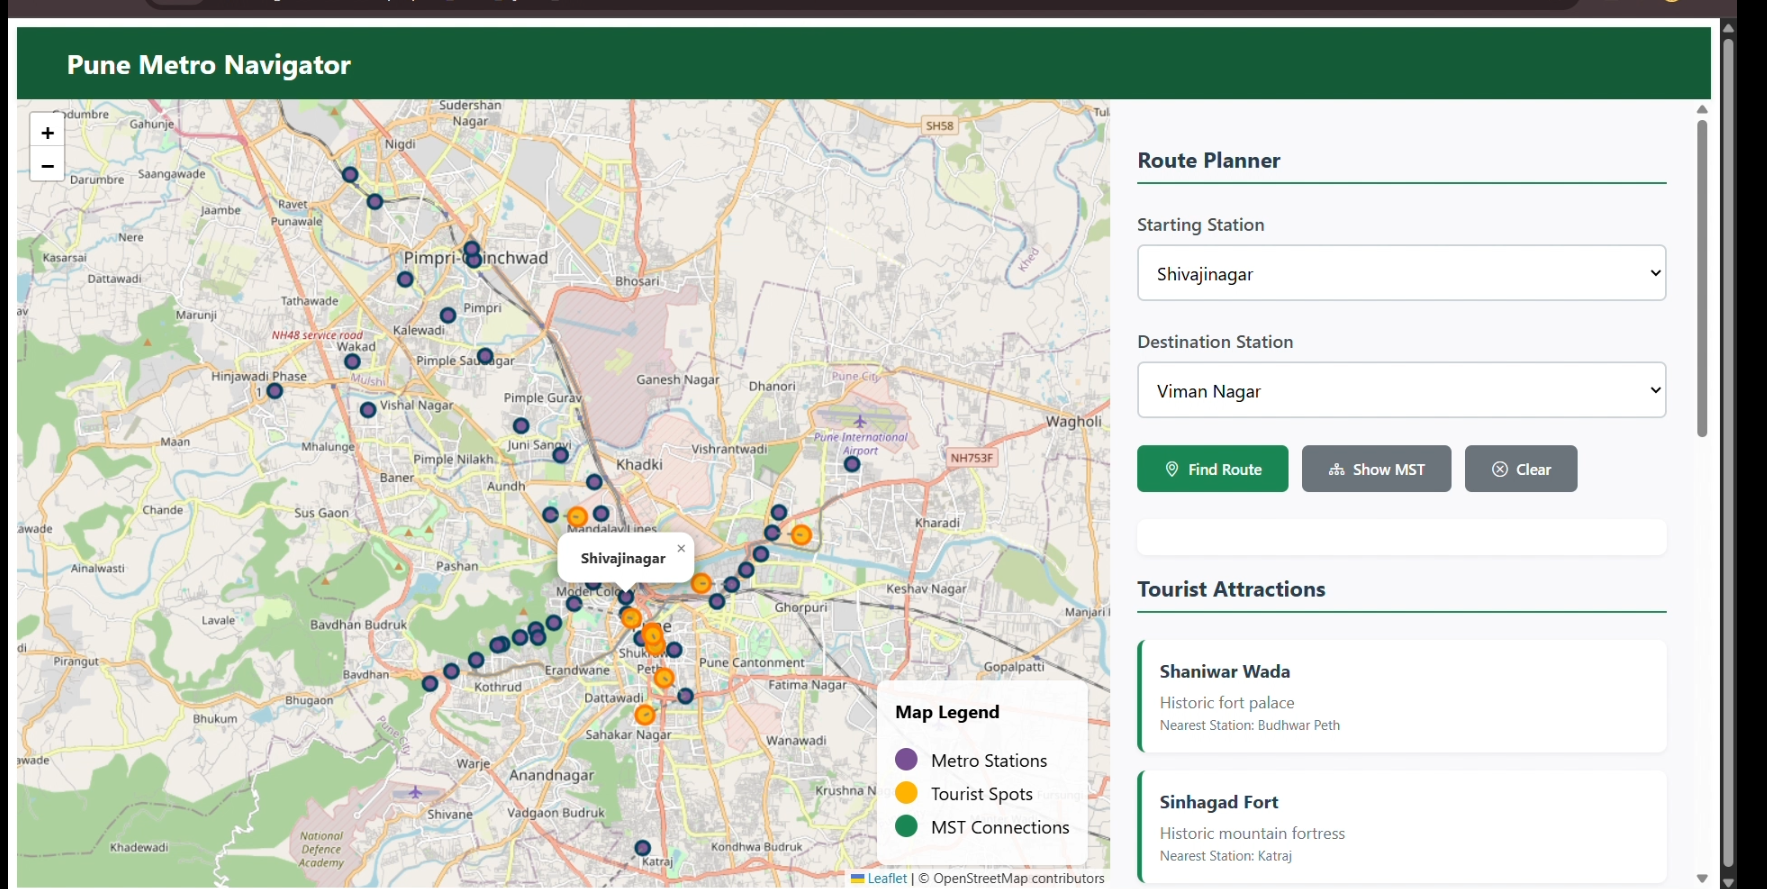 Pune Metro Navigator
+
−
Sudershan
Nagar
Gahunje
Nigdi
SH58
Darumbre
Saangawade
Ravet
Punawale
Jaambe
Nere
Kasarsai
Dattawadi
Pimpri-Chinchwad
Khed
Bhosari
Tathawade
Marunji
Pimpri
Kalewadi
NH48 service road
Wakad
Pimple Saudagar
Mulshi
Hinjawadi Phase
1
Ganesh Nagar
Dhanori
Pune City
Pimple Gurav
Vishal Nagar
Wagholi
Pune International
Airport
Maan
Mhalunge
Juni Sangvi
Pimple Nilakh
Khadki
Vishrantwadi
NH753F
Baner
Aundh
Chande
Sus Gaon
Mandalay Lines
Kharadi
Shivajinagar
×
Ainalwasti
Pashan
Model Colo
Ghorpuri
Keshav Nagar
Manjari
Lavale
Bavdhan Budruk
Pirangut
Bavdhan
Erandwane
Pune Cantonment
Gopalpatti
Kothrud
Dattawadi
Fatima Nagar
Bhugaon
Bhukum
Sahakar Nagar
Wanawadi
Pune City
Warje
Anandnagar
Shivane
Vadgaon Budruk
National
Defence
Academy
Khadewadi
Katraj
Kondhwa Budruk
Map Legend
Metro Stations
Tourist Spots
MST Connections
Leaflet | © OpenStreetMap contributors
Route Planner
Starting Station
Shivajinagar
Destination Station
Viman Nagar
Find Route
Show MST
Clear
Tourist Attractions
Shaniwar Wada
Historic fort palace
Nearest Station: Budhwar Peth
Sinhagad Fort
Historic mountain fortress
Nearest Station: Katraj